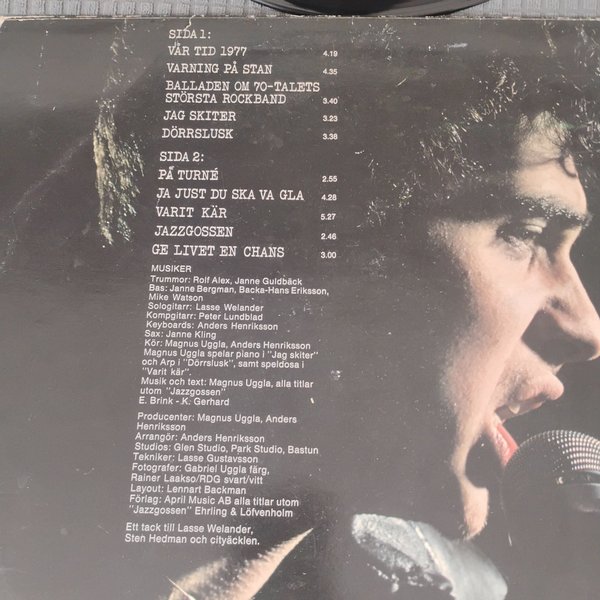 SIDA 1:
VÅR TID 1977 4.19
VARNING PÅ STAN 4.35
BALLADEN OM 70-TALETS
STÖRSTA ROCKBAND 3.40
JAG SKITER 3.23
DÖRRSLUSK 3.38
SIDA 2:
PÅ TURNÉ 2.55
JA JUST DU SKA VA GLA 4.28
VARIT KÄR 5.27
JAZZGOSSEN 2.46
GE LIVET EN CHANS 3.00
MUSIKER
Trummor: Rolf Alex, Janne Guldbäck
Bas: Janne Bergman, Backa-Hans Eriksson,
Mike Watson
Sologitarr: Lasse Welander
Kompgitarr: Peter Lundblad
Keyboards: Anders Henriksson
Sax: Janne Kling
Kör: Magnus Uggla, Anders Henriksson
Magnus Uggla spelar piano i "Jag skiter"
och Arp i "Dörrslusk", samt speldosa i
"Varit kär".
Musik och text: Magnus Uggla, alla titlar
utom "Jazzgossen"
E. Brink - K. Gerhard
Producenter: Magnus Uggla, Anders
Henriksson
Arrangör: Anders Henriksson
Studios: Glen Studio, Park Studio, Bastun
Tekniker: Lasse Gustavsson
Fotografer: Gabriel Uggla färg,
Rainer Laakso/RDG svart/vitt
Layout: Lennart Backman
Förlag: April Music AB alla titlar utom
"Jazzgossen" Ehrling & Löfvenholm
Ett tack till Lasse Welander,
Sten Hedman och cityäcklen.